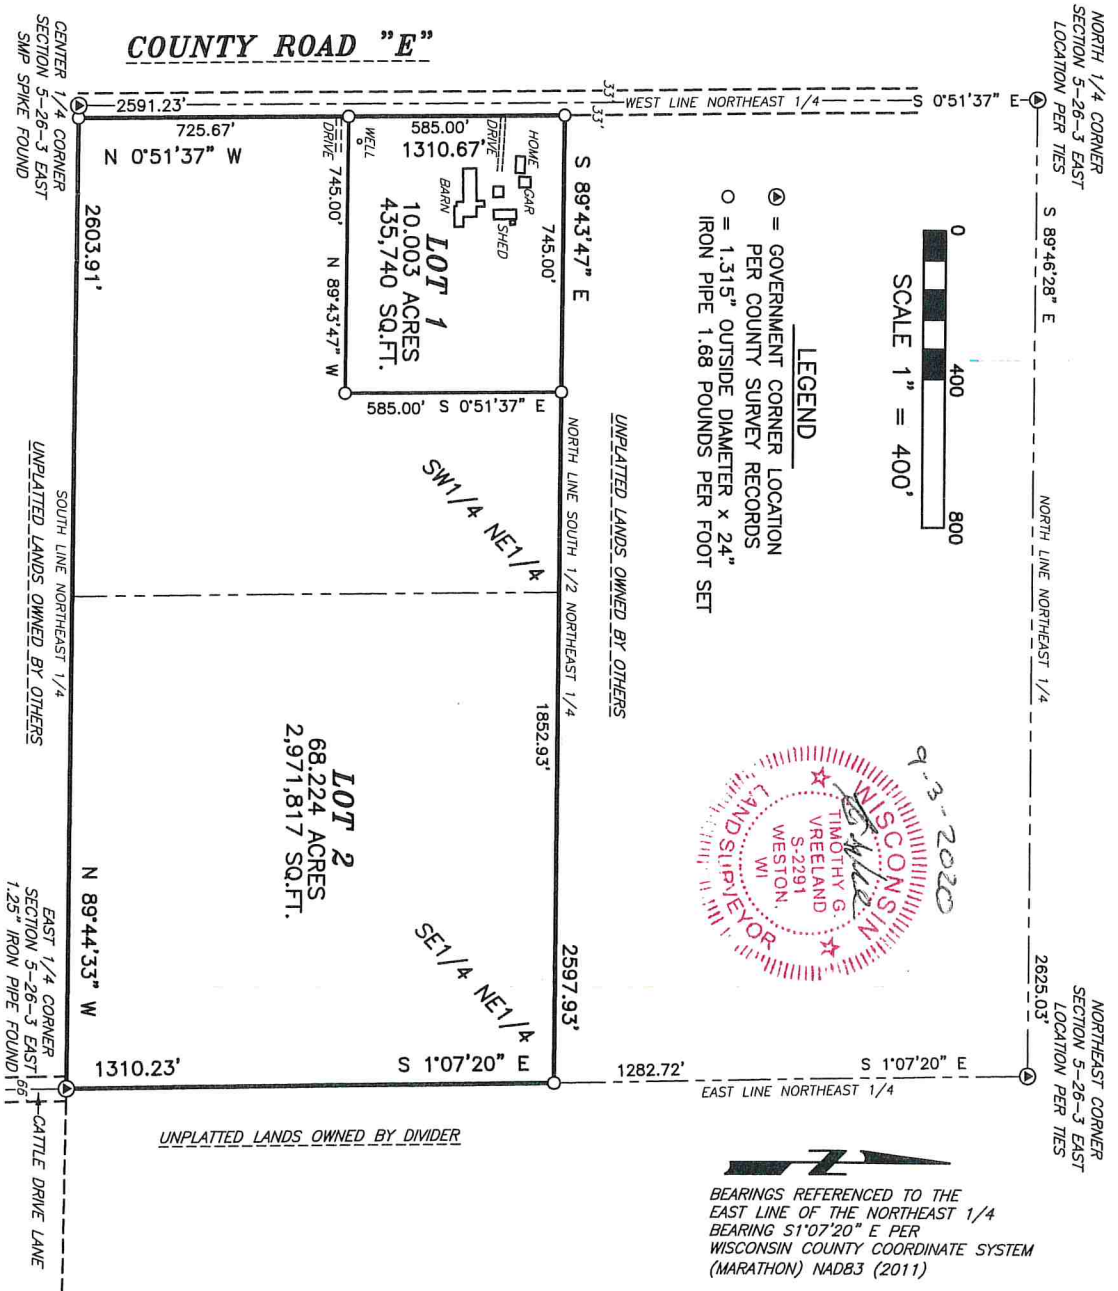 COUNTY ROAD "E"
NORTH 1/4 CORNER
SECTION 5-26-3 EAST
LOCATION PER TIES
S 89°46'28" E
NORTH LINE NORTHEAST 1/4
2625.03'
NORTHEAST CORNER
SECTION 5-26-3 EAST
LOCATION PER TIES
S 0°51'37" E
WEST LINE NORTHEAST 1/4
2591.23'
33'
33'
0
400
800
SCALE 1" = 400'
LEGEND
= GOVERNMENT CORNER LOCATION
PER COUNTY SURVEY RECORDS
O = 1.315" OUTSIDE DIAMETER x 24"
IRON PIPE 1.68 POUNDS PER FOOT SET
9-3-2020
WISCONSIN
LAND SURVEYOR
TIMOTHY G.
VREELAND
S-2291
WESTON,
WI
UNPLATTED LANDS OWNED BY OTHERS
NORTH LINE SOUTH 1/2 NORTHEAST 1/4
S 89°43'47" E
2597.93'
745.00'
1852.93'
HOME
GAR
DRIVE
SHED
BARN
WELL
DRIVE
585.00'
1310.67'
LOT 1
10.003 ACRES
435,740 SQ.FT.
745.00'
N 89°43'47" W
585.00'
S 0°51'37" E
725.67'
N 0°51'37" W
SW1/4 NE1/4
SE1/4 NE1/4
LOT 2
68.224 ACRES
2,971,817 SQ.FT.
2603.91'
N 89°44'33" W
1310.23'
S 1°07'20" E
1282.72'
S 1°07'20" E
EAST LINE NORTHEAST 1/4
SOUTH LINE NORTHEAST 1/4
UNPLATTED LANDS OWNED BY OTHERS
CENTER 1/4 CORNER
SECTION 5-26-3 EAST
SMP SPIKE FOUND
EAST 1/4 CORNER
SECTION 5-26-3 EAST
1.25" IRON PIPE FOUND
66'
CATTLE DRIVE LANE
UNPLATTED LANDS OWNED BY DIVIDER
N
BEARINGS REFERENCED TO THE
EAST LINE OF THE NORTHEAST 1/4
BEARING S1°07'20" E PER
WISCONSIN COUNTY COORDINATE SYSTEM
(MARATHON) NAD83 (2011)